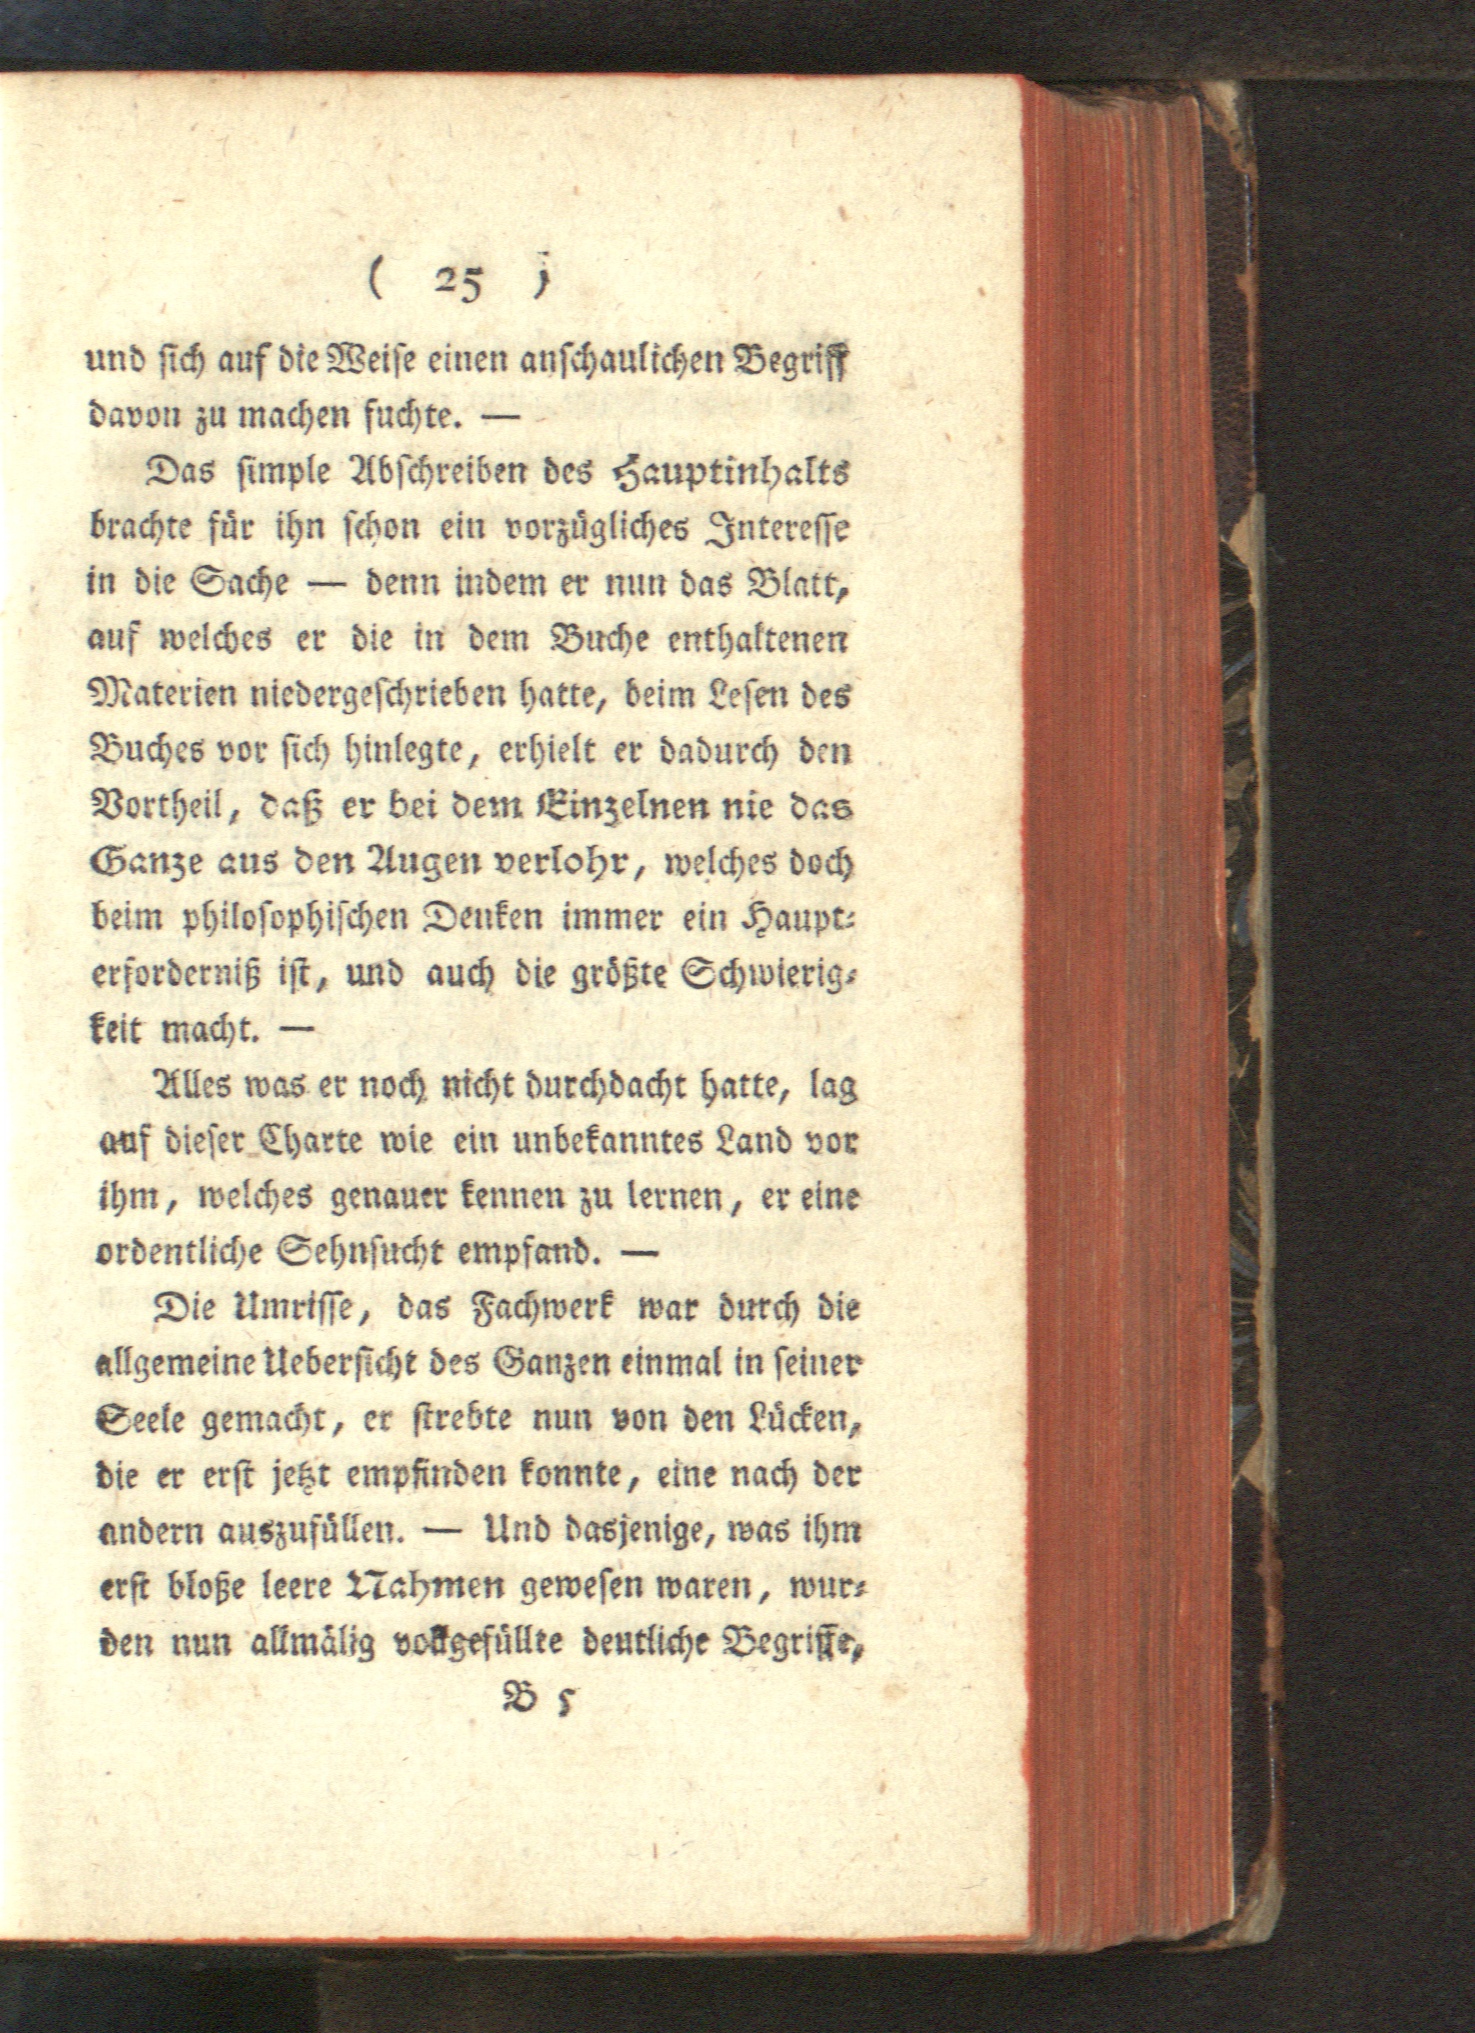 ( 25 )
und ſich auf die Weiſe einen anſchaulichen Begriff
davon zu machen ſuchte. —
Das ſimple Abſchreiben des Hauptinhalts
brachte für ihn ſchon ein vorzügliches Intereſſe
in die Sache — denn indem er nun das Blatt,
auf welches er die in dem Buche enthaltenen
Materien niedergeſchrieben hatte, beim Leſen des
Buches vor ſich hinlegte, erhielt er dadurch den
Vortheil, daß er bei dem Einzelnen nie das
Ganze aus den Augen verlohr, welches doch
beim philoſophiſchen Denken immer ein Haupt⸗
erforderniß iſt, und auch die größte Schwierig⸗
keit macht. —
Alles was er noch nicht durchdacht hatte, lag
auf dieſer Charte wie ein unbekanntes Land vor
ihm, welches genauer kennen zu lernen, er eine
ordentliche Sehnſucht empfand. —
Die Umriſſe, das Fachwerk war durch die
allgemeine Ueberſicht des Ganzen einmal in ſeiner
Seele gemacht, er ſtrebte nun von den Lücken,
die er erſt jetzt empfinden konnte, eine nach der
andern auszufüllen. — Und dasjenige, was ihm
erſt bloße leere Nahmen geweſen waren, wur⸗
den nun allmälig vollgefüllte deutliche Begriffe,
B 5